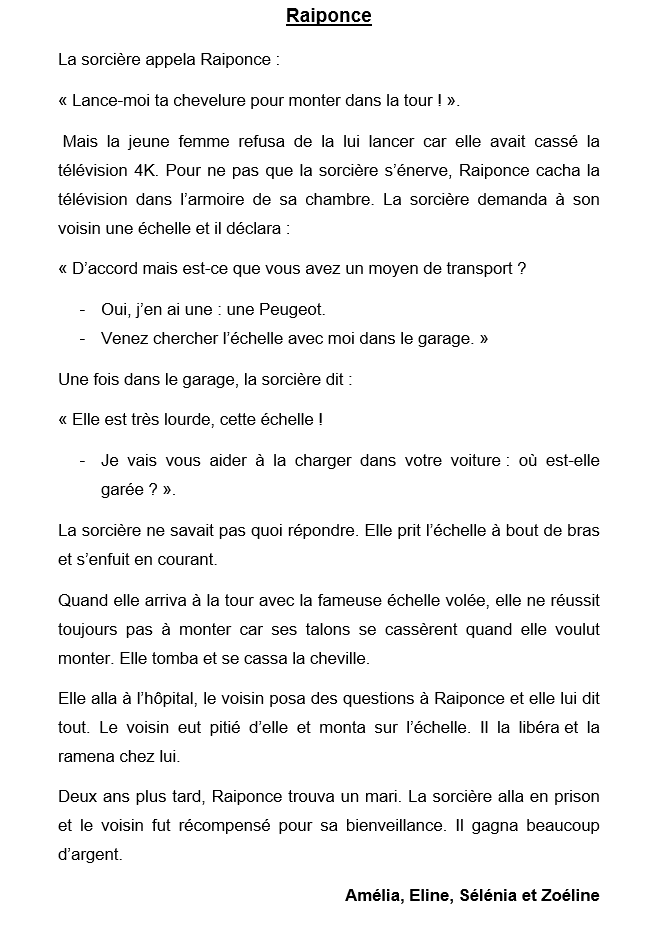 Raiponce
La sorcière appela Raiponce :
« Lance-moi ta chevelure pour monter dans la tour ! ».
Mais la jeune femme refusa de la lui lancer car elle avait cassé la
télévision 4K. Pour ne pas que la sorcière s’énerve, Raiponce cacha la
télévision dans l’armoire de sa chambre. La sorcière demanda à son
voisin une échelle et il déclara :
« D’accord mais est-ce que vous avez un moyen de transport ?
- Oui, j’en ai une : une Peugeot.
- Venez chercher l’échelle avec moi dans le garage. »
Une fois dans le garage, la sorcière dit :
« Elle est très lourde, cette échelle !
- Je vais vous aider à la charger dans votre voiture : où est-elle
garée ? ».
La sorcière ne savait pas quoi répondre. Elle prit l’échelle à bout de bras
et s’enfuit en courant.
Quand elle arriva à la tour avec la fameuse échelle volée, elle ne réussit
toujours pas à monter car ses talons se cassèrent quand elle voulut
monter. Elle tomba et se cassa la cheville.
Elle alla à l’hôpital, le voisin posa des questions à Raiponce et elle lui dit
tout. Le voisin eut pitié d’elle et monta sur l’échelle. Il la libéra et la
ramena chez lui.
Deux ans plus tard, Raiponce trouva un mari. La sorcière alla en prison
et le voisin fut récompensé pour sa bienveillance. Il gagna beaucoup
d’argent.
Amélia, Eline, Sélénia et Zoéline